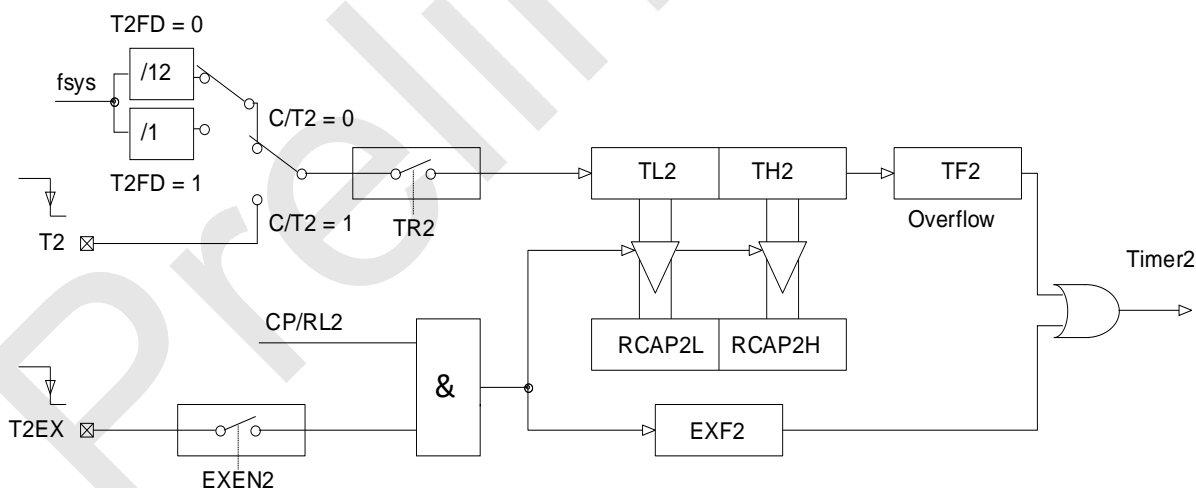 T2FD = 0
/12
fsys
C/T2 = 0
/1
T2FD = 1
TL2
TH2
TF2
T2
C/T2 = 1
TR2
Overflow
Timer2
CP/RL2
RCAP2L
RCAP2H
&
T2EX
EXF2
EXEN2